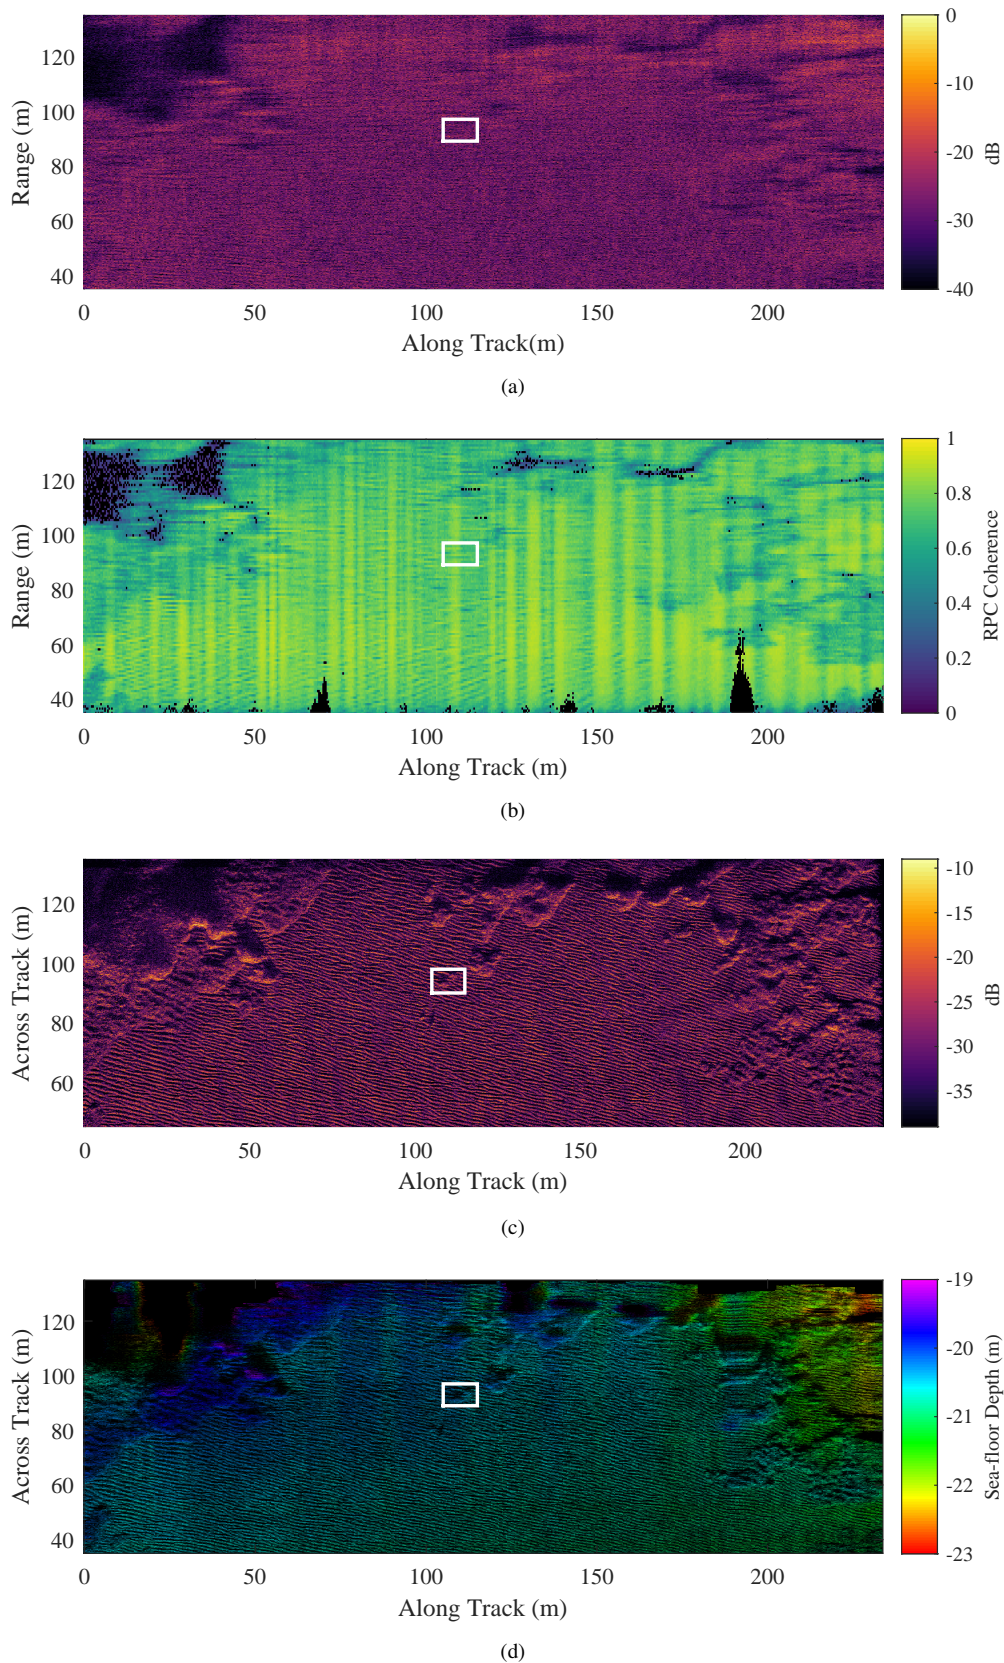 120
100
80
60
40
Range (m)
0 50 100 150 200
Along Track(m)
0
-10
-20
-30
-40
dB
(a)
120
100
80
60
40
Range (m)
0 50 100 150 200
Along Track (m)
1
0.8
0.6
0.4
0.2
0
RPC Coherence
(b)
120
100
80
60
Across Track (m)
0 50 100 150 200
Along Track (m)
-10
-15
-20
-25
-30
-35
dB
(c)
120
100
80
60
40
Across Track (m)
0 50 100 150 200
Along Track (m)
-19
-20
-21
-22
-23
Sea-floor Depth (m)
(d)